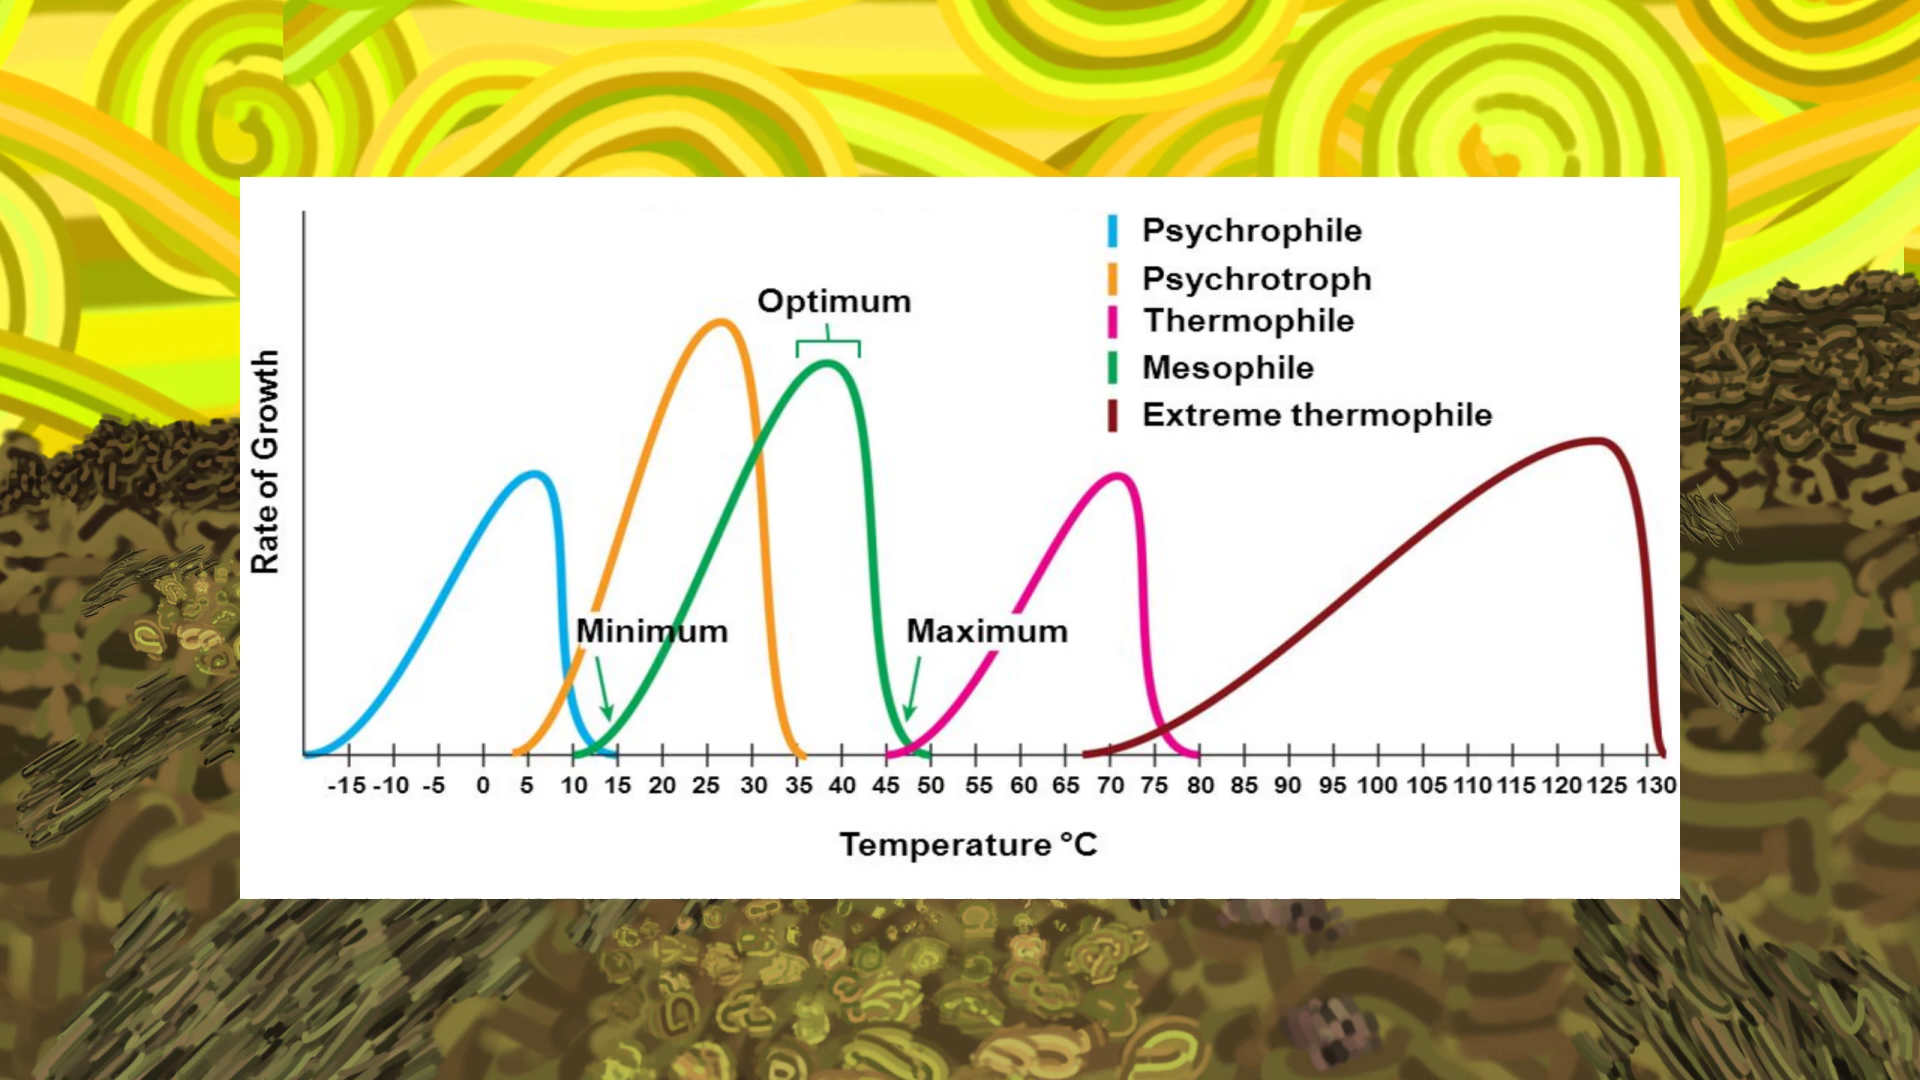 Psychrophile
Psychrotroph
Thermophile
Mesophile
Extreme thermophile
Optimum
Minimum
Maximum
Rate of Growth
-15 -10 -5 0 5 10 15 20 25 30 35 40 45 50 55 60 65 70 75 80 85 90 95 100 105 110 115 120 125 130
Temperature °C